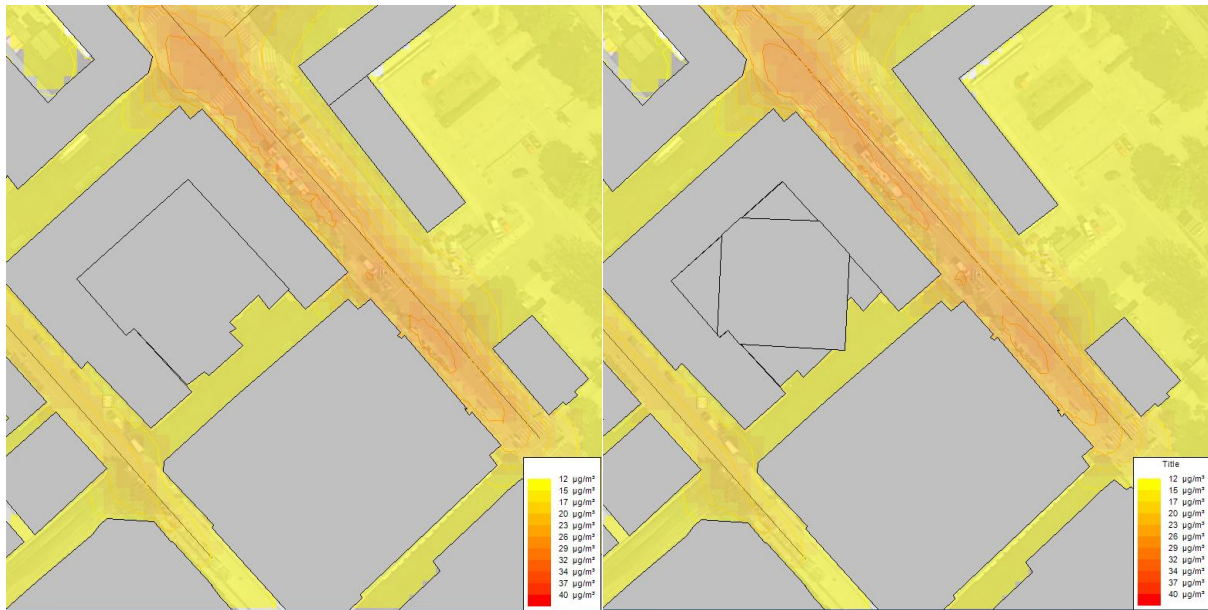 12 µg/m³
15 µg/m³
17 µg/m³
20 µg/m³
23 µg/m³
26 µg/m³
29 µg/m³
32 µg/m³
34 µg/m³
37 µg/m³
40 µg/m³
Title
12 µg/m³
15 µg/m³
17 µg/m³
20 µg/m³
23 µg/m³
26 µg/m³
29 µg/m³
32 µg/m³
34 µg/m³
37 µg/m³
40 µg/m³